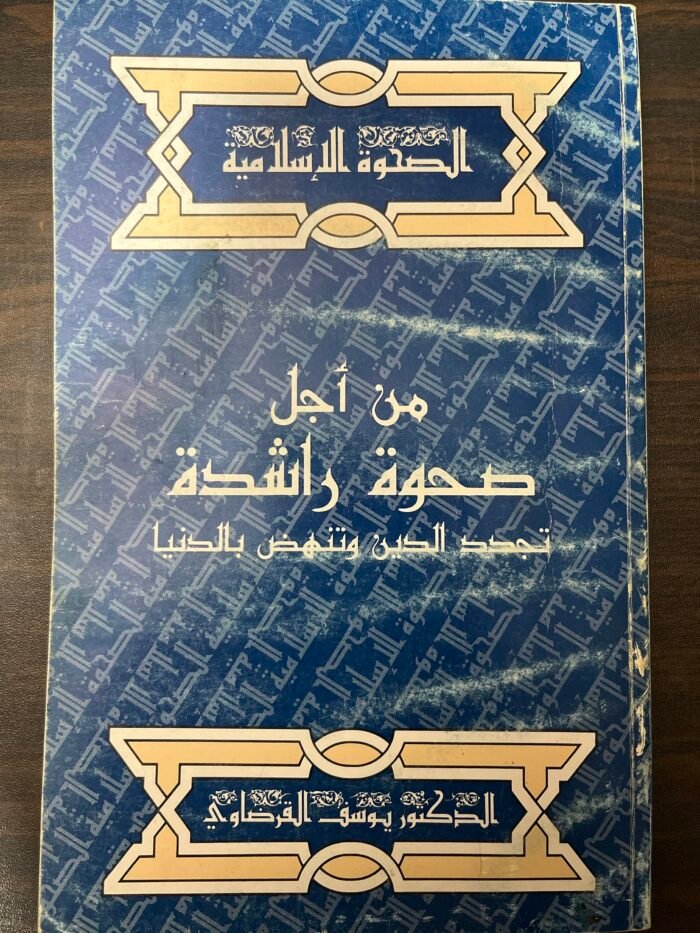 الصحوة الإسلامية
من أجل
صحوة راشدة
تجدد الدين وتنهض بالدنيا
الدكتور يوسف القرضاوي